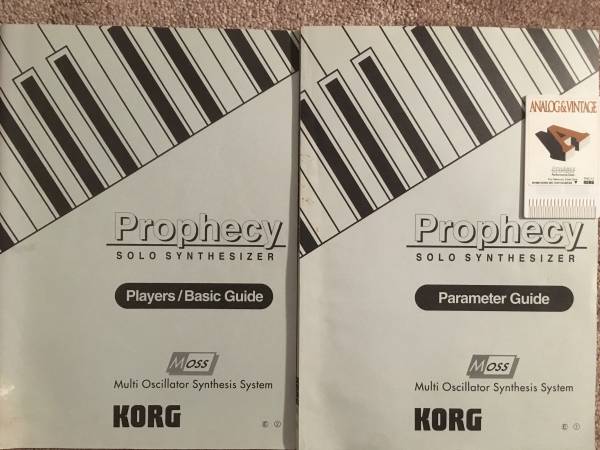 Prophecy
SOLO SYNTHESIZER
Players/Basic Guide
Moss
Multi Oscillator Synthesis System
KORG
E 2
ANALOG&VINTAGE
Prophecy
SOLO SYNTHESIZER
Parameter Guide
Moss
Multi Oscillator Synthesis System
KORG
E 1